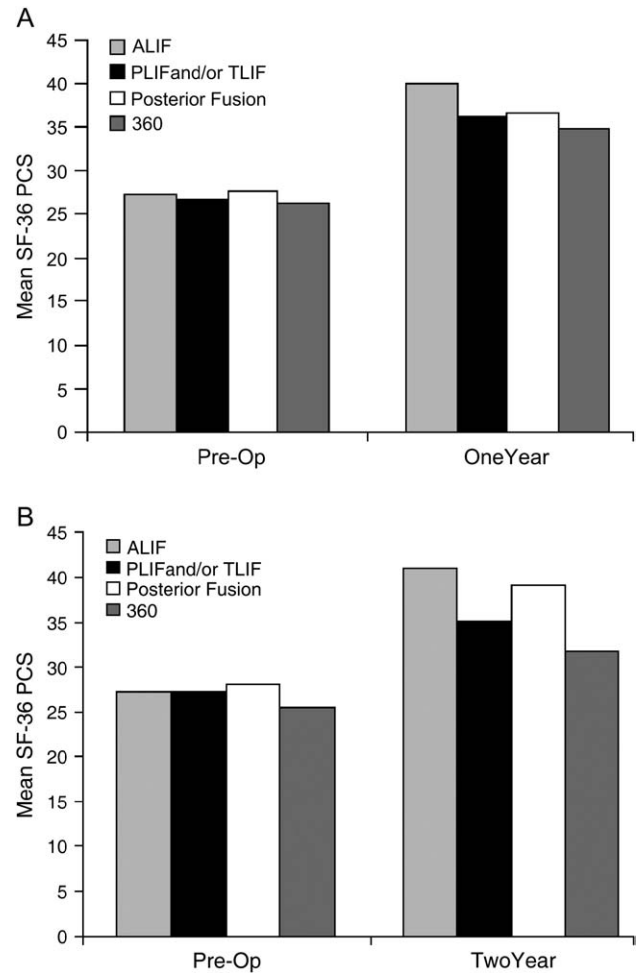 A
45
40
35
30
25
20
15
10
5
0
Mean SF-36 PCS
ALIF
PLIFand/or TLIF
Posterior Fusion
360
Pre-Op OneYear
B
45
40
35
30
25
20
15
10
5
0
Mean SF-36 PCS
ALIF
PLIFand/or TLIF
Posterior Fusion
360
Pre-Op TwoYear